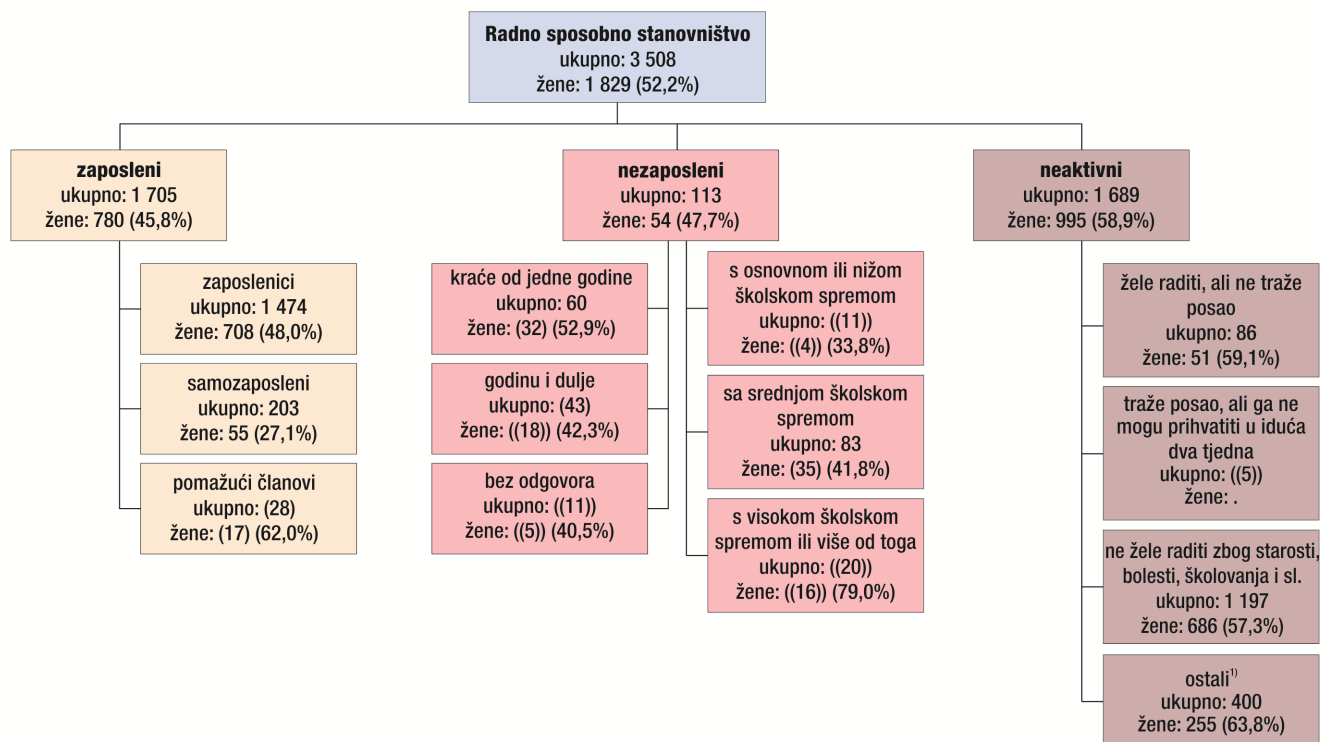 Radno sposobno stanovništvo
ukupno: 3 508
žene: 1 829 (52,2%)
zaposleni
ukupno: 1 705
žene: 780 (45,8%)
zaposlenici
ukupno: 1 474
žene: 708 (48,0%)
samozaposleni
ukupno: 203
žene: 55 (27,1%)
pomažući članovi
ukupno: (28)
žene: (17) (62,0%)
nezaposleni
ukupno: 113
žene: 54 (47,7%)
kraće od jedne godine
ukupno: 60
žene: (32) (52,9%)
godinu i dulje
ukupno: (43)
žene: ((18)) (42,3%)
bez odgovora
ukupno: ((11))
žene: ((5)) (40,5%)
s osnovnom ili nižom
školskom spremom
ukupno: ((11))
žene: ((4)) (33,8%)
sa srednjom školskom
spremom
ukupno: 83
žene: (35) (41,8%)
s visokom školskom
spremom ili više od toga
ukupno: ((20))
žene: ((16)) (79,0%)
neaktivni
ukupno: 1 689
žene: 995 (58,9%)
žele raditi, ali ne traže
posao
ukupno: 86
žene: 51 (59,1%)
traže posao, ali ga ne
mogu prihvatiti u iduća
dva tjedna
ukupno: ((5))
žene: .
ne žele raditi zbog starosti,
bolesti, školovanja i sl.
ukupno: 1 197
žene: 686 (57,3%)
ostali¹⁾
ukupno: 400
žene: 255 (63,8%)